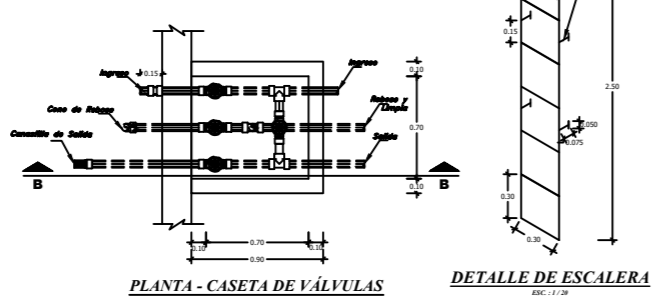 Ingreso
0.15
Ingreso
Cono de Rebose
Rebose y
Limpia
Canastilla de Salida
Salida
B
B
0.10
0.70
0.10
0.10
0.70
0.10
0.90
PLANTA - CASETA DE VÁLVULAS
0.15
2.50
0.050
0.075
0.30
0.30
DETALLE DE ESCALERA
ESC. : 1 / 20